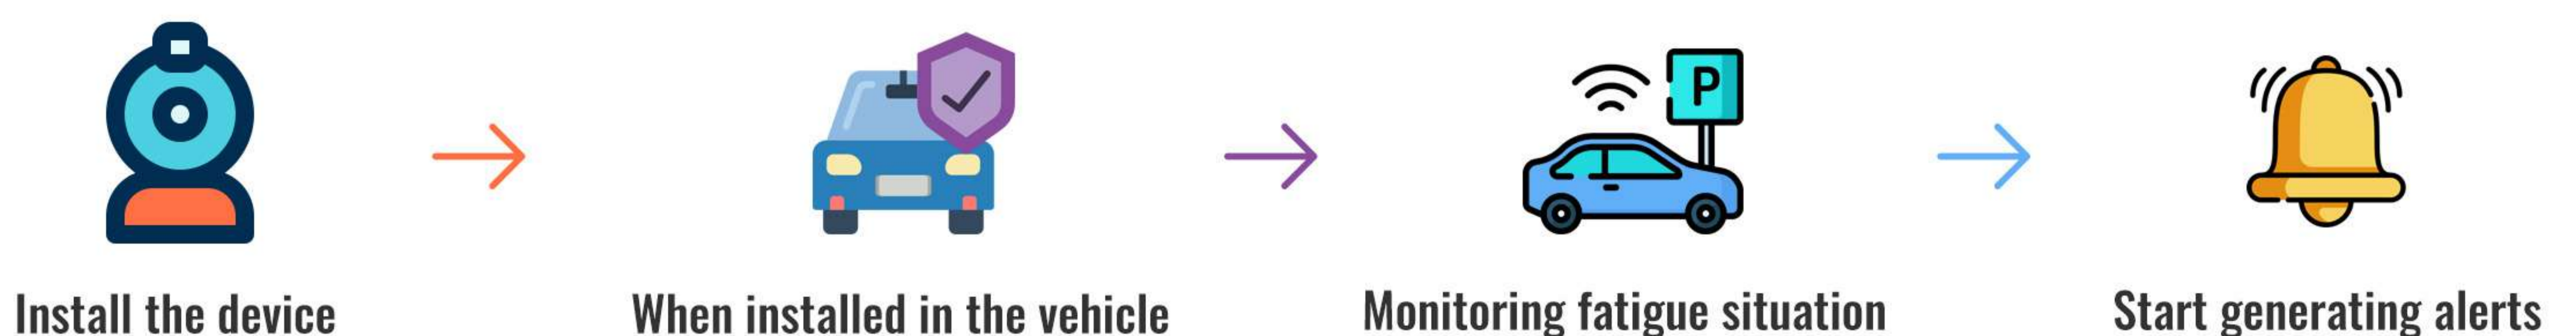 P
Install the device
When installed in the vehicle
Monitoring fatigue situation
Start generating alerts